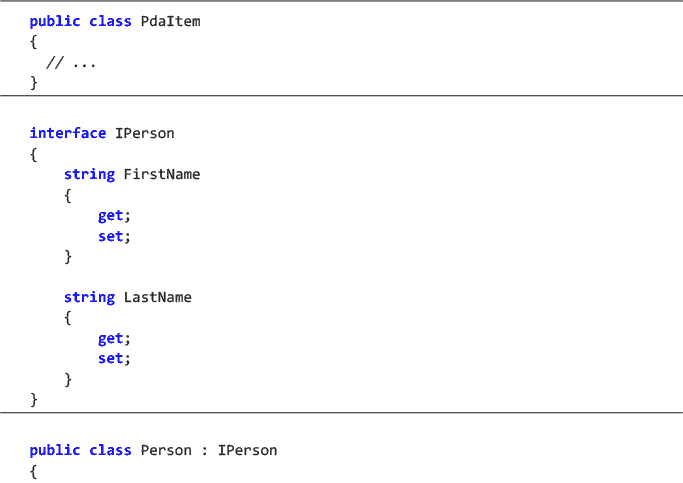 public class PdaItem
{
// ...
}
interface IPerson
{
string FirstName
{
get;
set;
}
string LastName
{
get;
set;
}
}
public class Person : IPerson
{